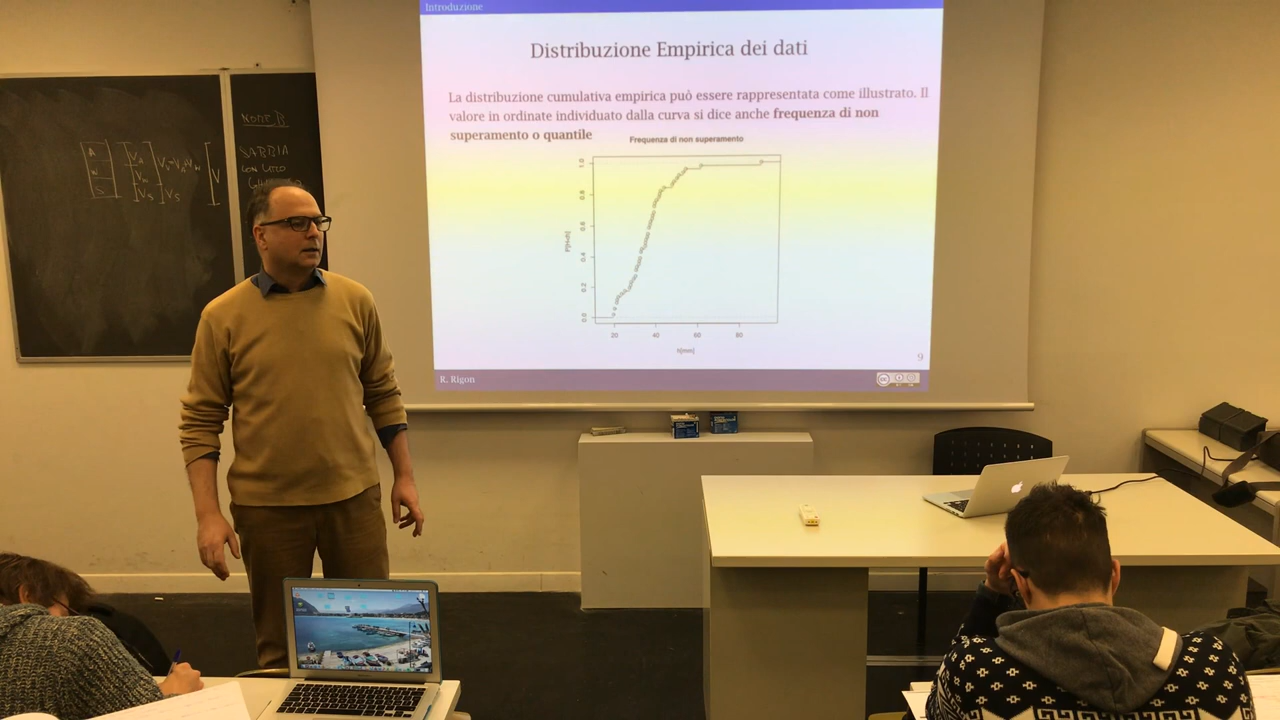 Introduzione
Distribuzione Empirica dei dati
La distribuzione cumulativa empirica può essere rappresentata come illustrato. Il
valore in ordinate individuato dalla curva si dice anche frequenza di non
superamento o quantile
Frequenza di non superamento
1.0
0.8
0.6
0.4
0.2
0.0
20 40 60 80
9
R. Rigon
cc
NOTE B
SABBIA
A
W
S